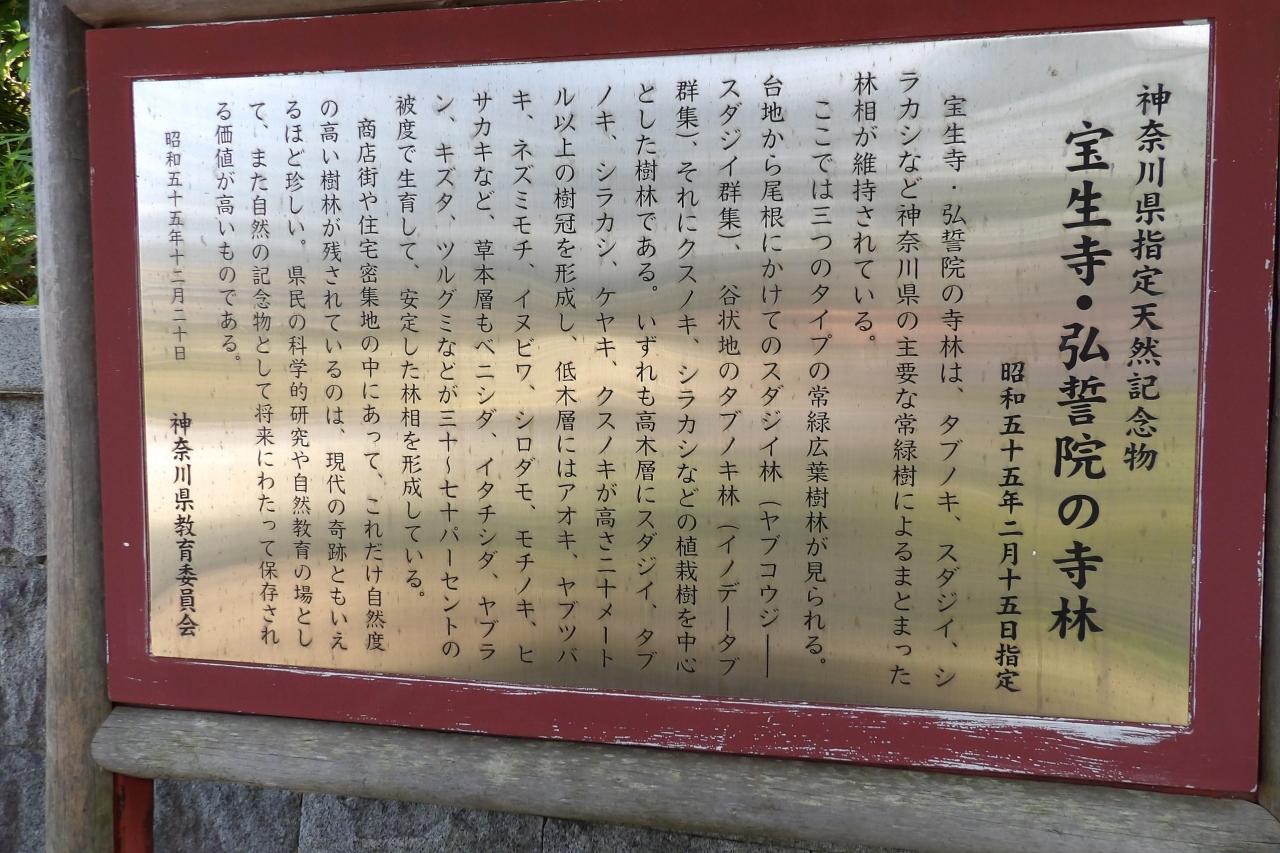 神奈川県指定天然記念物
宝生寺・弘誓院の寺林
昭和五十五年二月十五日指定
宝生寺・弘誓院の寺林は、タブノキ、スダジイ、シ
ラカシなど神奈川県の主要な常緑樹によるまとまった
林相が維持されている。
ここでは三つのタイプの常緑広葉樹林が見られる。
台地から尾根にかけてのスダジイ林（ヤブコウジ――
スダジイ群集）、谷状地のタブノキ林（イノデ―タブ
群集）、それにクスノキ、シラカシなどの植栽樹を中心
とした樹林である。いずれも高木層にスダジイ、タブ
ノキ、シラカシ、ケヤキ、クスノキが高さ二十メート
ル以上の樹冠を形成し、低木層にはアオキ、ヤブツバ
キ、ネズミモチ、イヌビワ、シロダモ、モチノキ、ヒ
サカキなど、草本層もベニシダ、イタチシダ、ヤブラ
ン、キズタ、ツルグミなどが三十〜七十パーセントの
被度で生育して、安定した林相を形成している。
商店街や住宅密集地の中にあって、これだけ自然度
の高い樹林が残されているのは、現代の奇跡ともいえ
るほど珍しい。県民の科学的研究や自然教育の場とし
て、また自然の記念物として将来にわたって保存され
る価値が高いものである。
昭和五十五年十二月二十日
神奈川県教育委員会